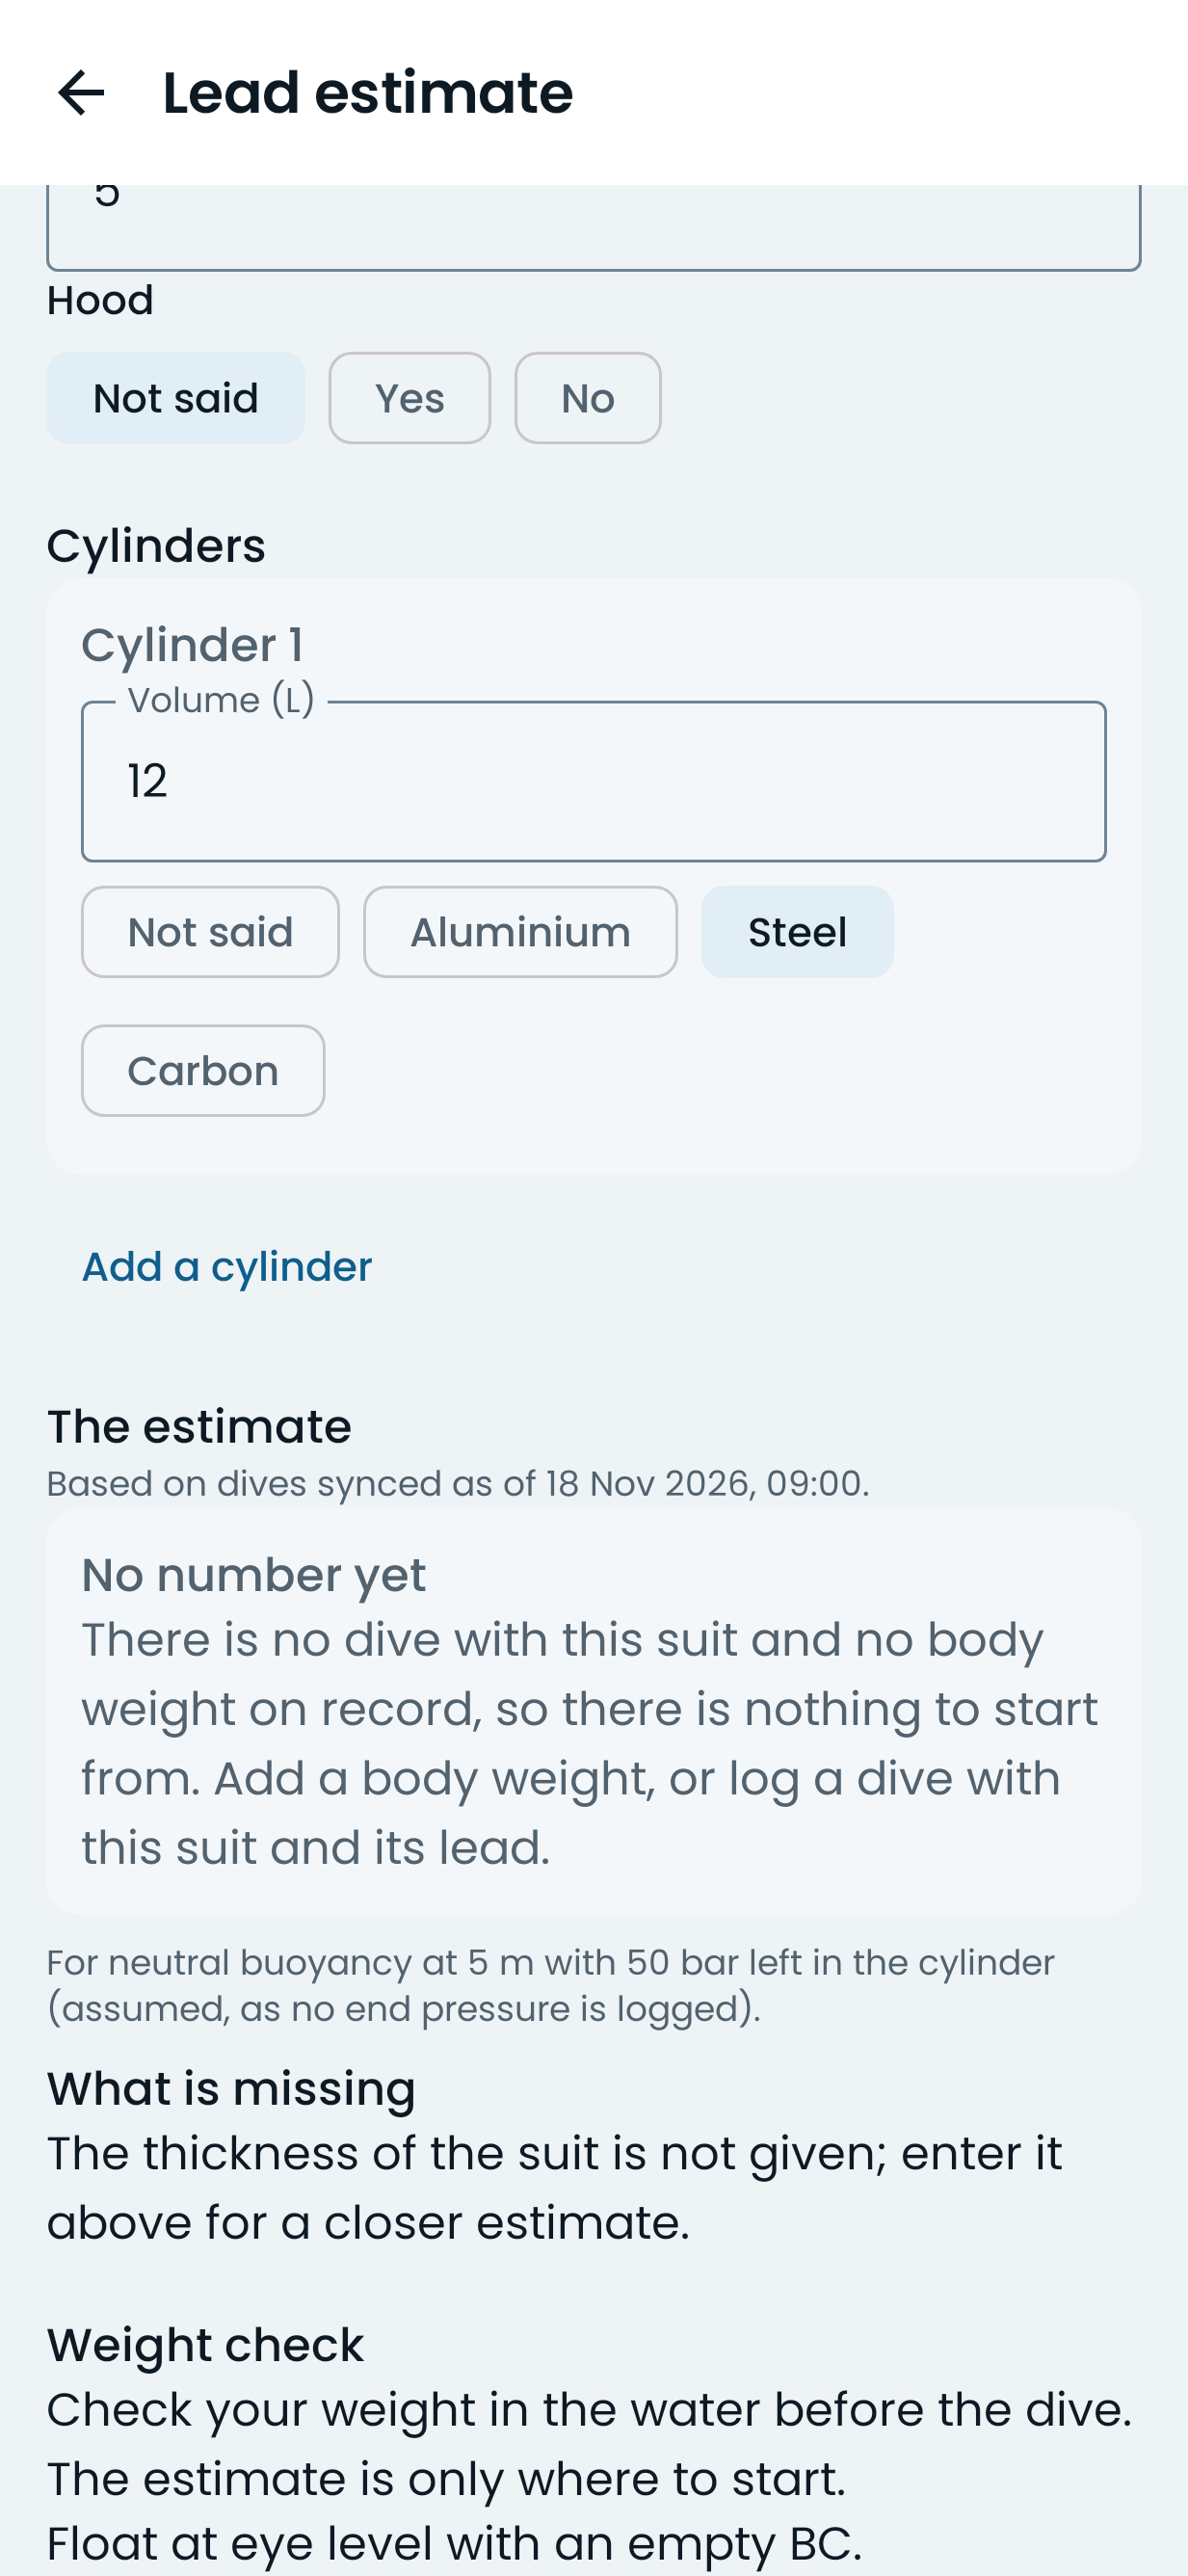 Lead estimate
5
Hood
Not said
Yes
No
Cylinders
Cylinder 1
Volume (L)
12
Not said
Aluminium
Steel
Carbon
Add a cylinder
The estimate
Based on dives synced as of 18 Nov 2026, 09:00.
No number yet
There is no dive with this suit and no body
weight on record, so there is nothing to start
from. Add a body weight, or log a dive with
this suit and its lead.
For neutral buoyancy at 5 m with 50 bar left in the cylinder
(assumed, as no end pressure is logged).
What is missing
The thickness of the suit is not given; enter it
above for a closer estimate.
Weight check
Check your weight in the water before the dive.
The estimate is only where to start.
Float at eye level with an empty BC.